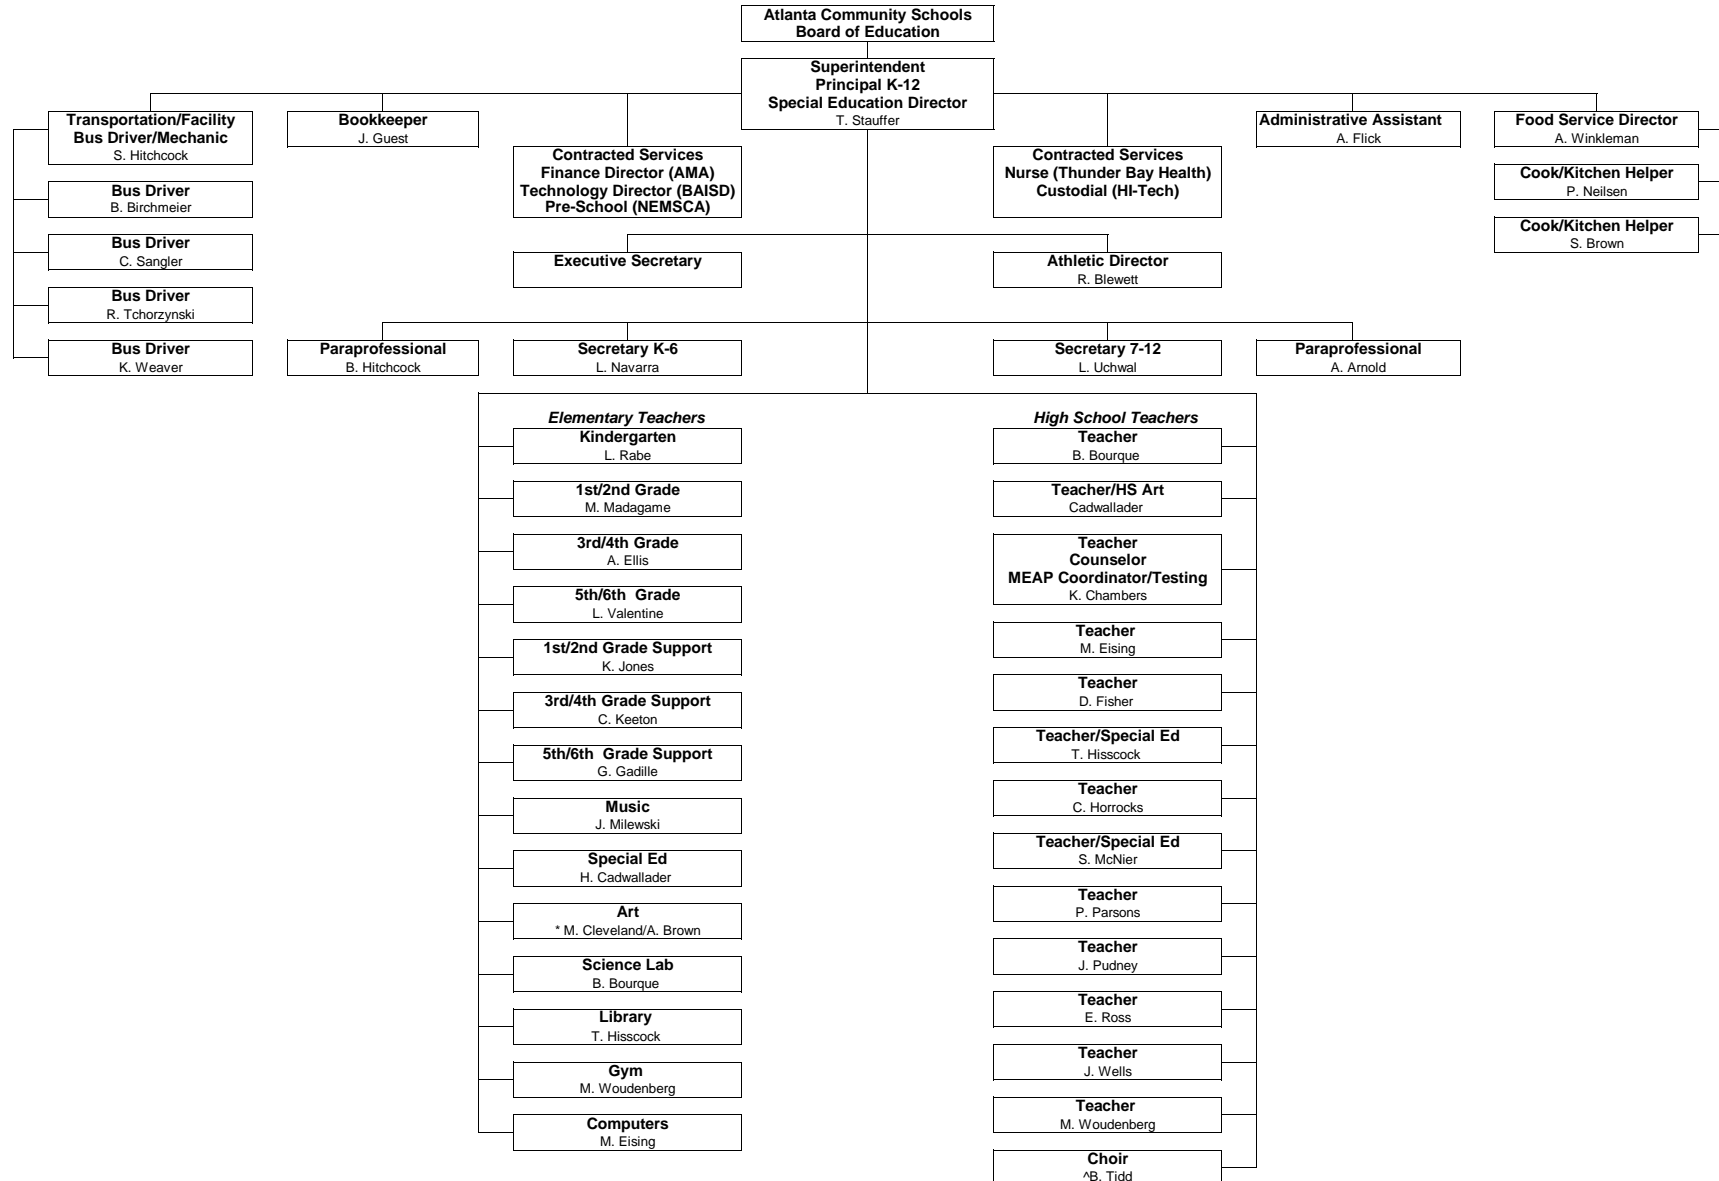 Atlanta Community Schools
Board of Education
Superintendent
Principal K-12
Special Education Director
T. Stauffer
Transportation/Facility
Bus Driver/Mechanic
S. Hitchcock
Bookkeeper
J. Guest
Contracted Services
Finance Director (AMA)
Technology Director (BAISD)
Pre-School (NEMSCA)
Contracted Services
Nurse (Thunder Bay Health)
Custodial (HI-Tech)
Administrative Assistant
A. Flick
Food Service Director
A. Winkleman
Bus Driver
B. Birchmeier
Cook/Kitchen Helper
P. Neilsen
Bus Driver
C. Sangler
Executive Secretary
Athletic Director
R. Blewett
Cook/Kitchen Helper
S. Brown
Bus Driver
R. Tchorzynski
Bus Driver
K. Weaver
Paraprofessional
B. Hitchcock
Secretary K-6
L. Navarra
Secretary 7-12
L. Uchwal
Paraprofessional
A. Arnold
Elementary Teachers
Kindergarten
L. Rabe
1st/2nd Grade
M. Madagame
3rd/4th Grade
A. Ellis
5th/6th  Grade
L. Valentine
1st/2nd Grade Support
K. Jones
3rd/4th Grade Support
C. Keeton
5th/6th  Grade Support
G. Gadille
Music
J. Milewski
Special Ed
H. Cadwallader
Art
* M. Cleveland/A. Brown
Science Lab
B. Bourque
Library
T. Hisscock
Gym
M. Woudenberg
Computers
M. Eising
High School Teachers
Teacher
B. Bourque
Teacher/HS Art
Cadwallader
Teacher
Counselor
MEAP Coordinator/Testing
K. Chambers
Teacher
M. Eising
Teacher
D. Fisher
Teacher/Special Ed
T. Hisscock
Teacher
C. Horrocks
Teacher/Special Ed
S. McNier
Teacher
P. Parsons
Teacher
J. Pudney
Teacher
E. Ross
Teacher
J. Wells
Teacher
M. Woudenberg
Choir
^B. Tidd